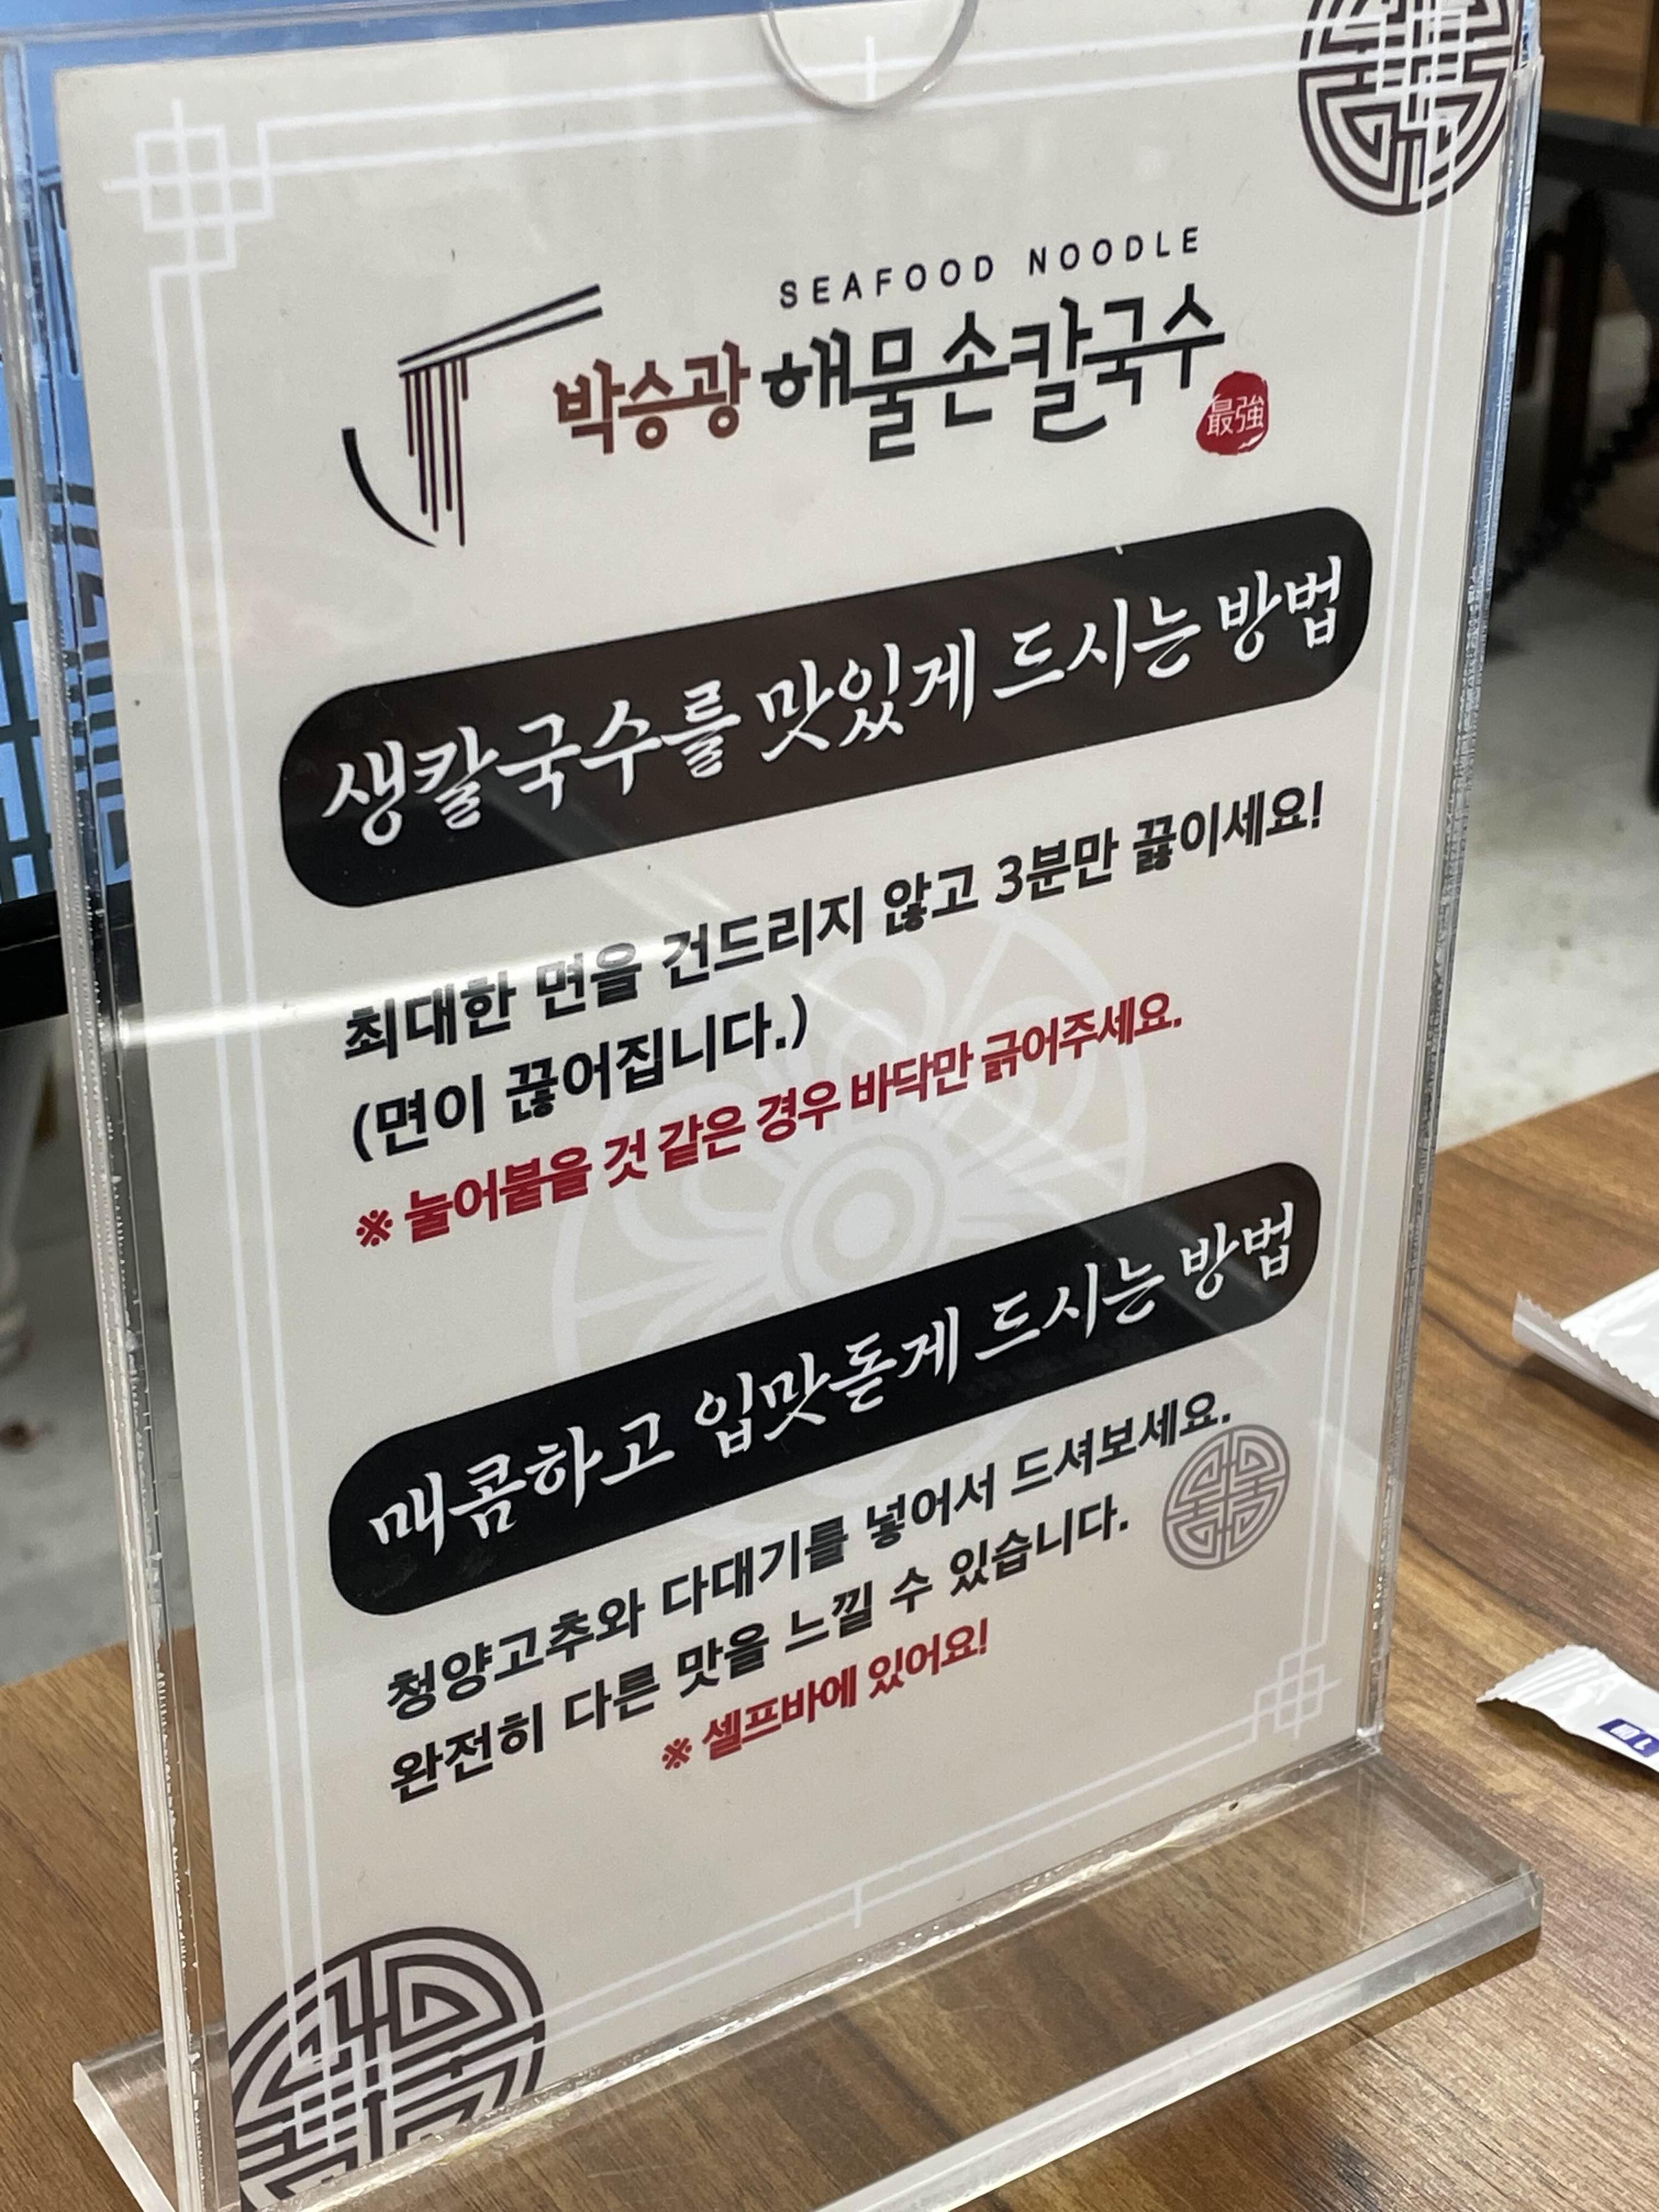 SEAFOOD NOODLE
박승광 해물손칼국수
最強
생칼국수를 맛있게 드시는 방법
최대한 면을 건드리지 않고 3분만 끓이세요!
(면이 끊어집니다.)
※ 눌어붙을 것 같은 경우 바닥만 긁어주세요.
매콤하고 입맛돋게 드시는 방법
청양고추와 다대기를 넣어서 드셔보세요.
완전히 다른 맛을 느낄 수 있습니다.
※ 셀프바에 있어요!